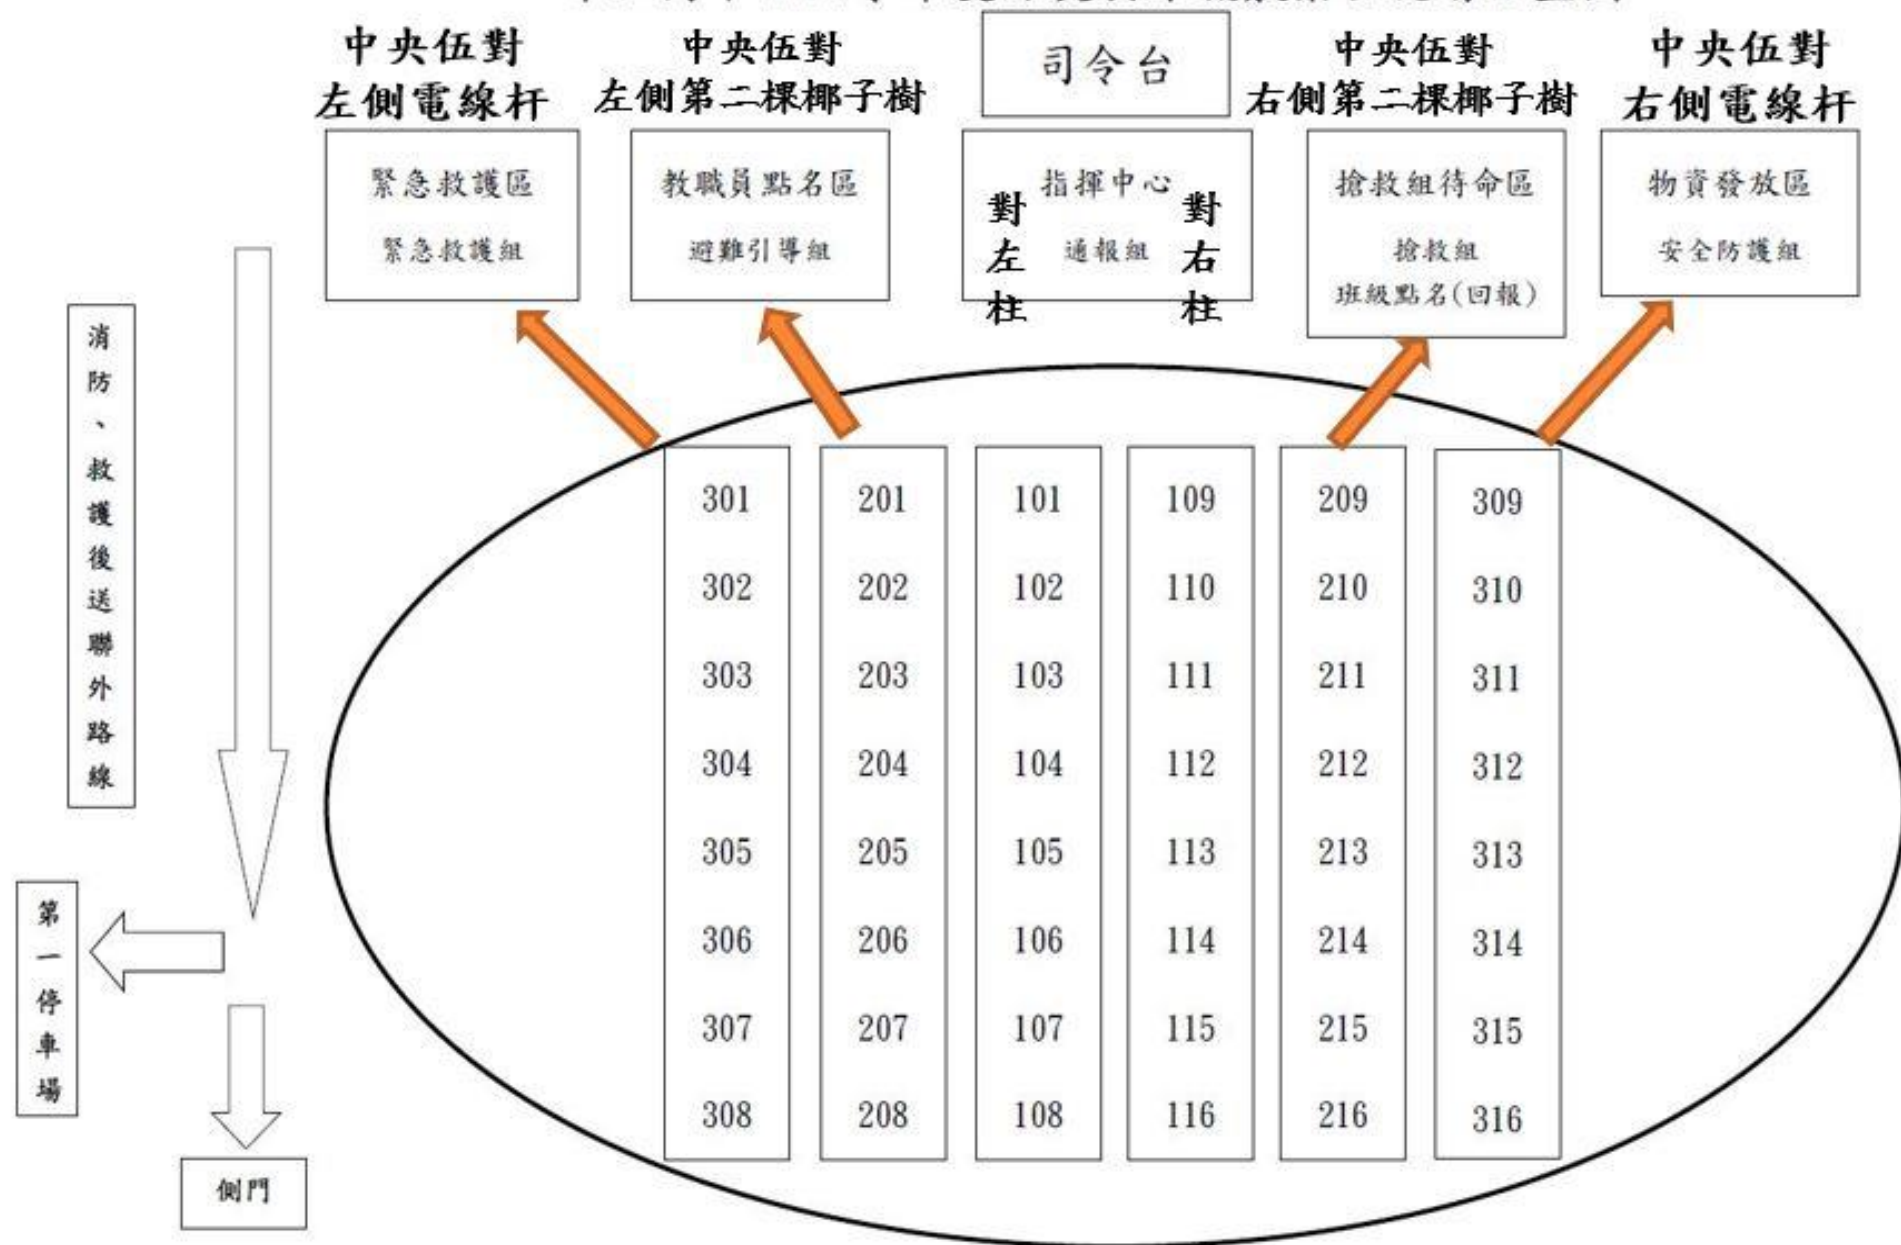 中央伍對
左側電線杆
中央伍對
左側第二棵椰子樹
司令台
中央伍對
右側第二棵椰子樹
中央伍對
右側電線杆
緊急救護區
緊急救護組
教職員點名區
避難引導組
指揮中心
通報組
對左柱
對右柱
搶救組待命區
搶救組
班級點名(回報)
物資發放區
安全防護組
消防、救護後送聯外路線
第一停車場
側門
301 201 101 109 209 309
302 202 102 110 210 310
303 203 103 111 211 311
304 204 104 112 212 312
305 205 105 113 213 313
306 206 106 114 214 314
307 207 107 115 215 315
308 208 108 116 216 316